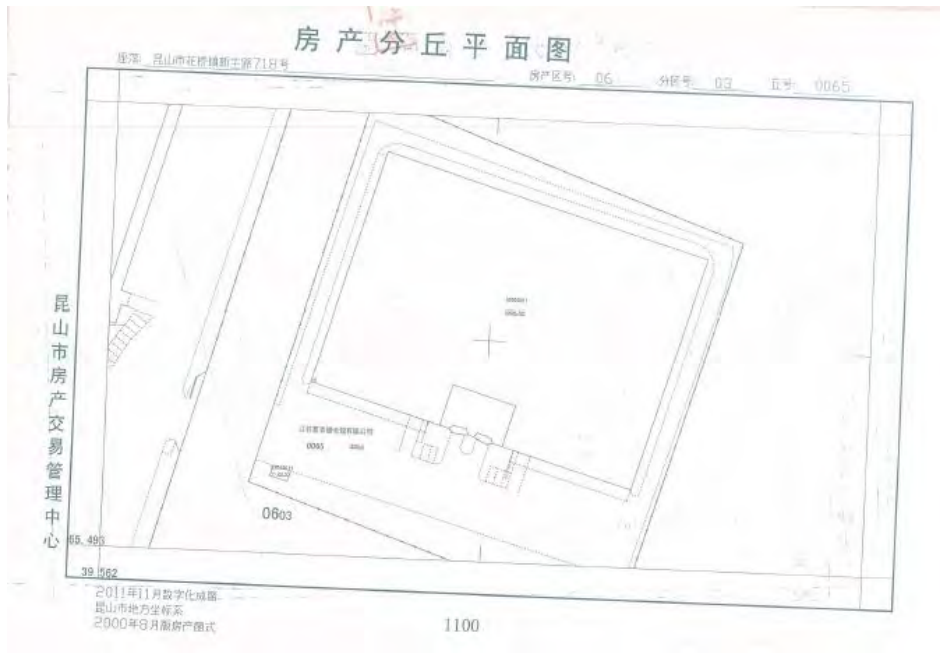 房产分丘平面图
座落: 昆山市花桥镇新生路718号
房产区号: 06 分区号: 03 丘号: 0065
昆山市房产交易管理中心
0065
0603
65.493
39.562
2011年11月数字化成图.
昆山市地方坐标系
2000年8月版房产图式
1100